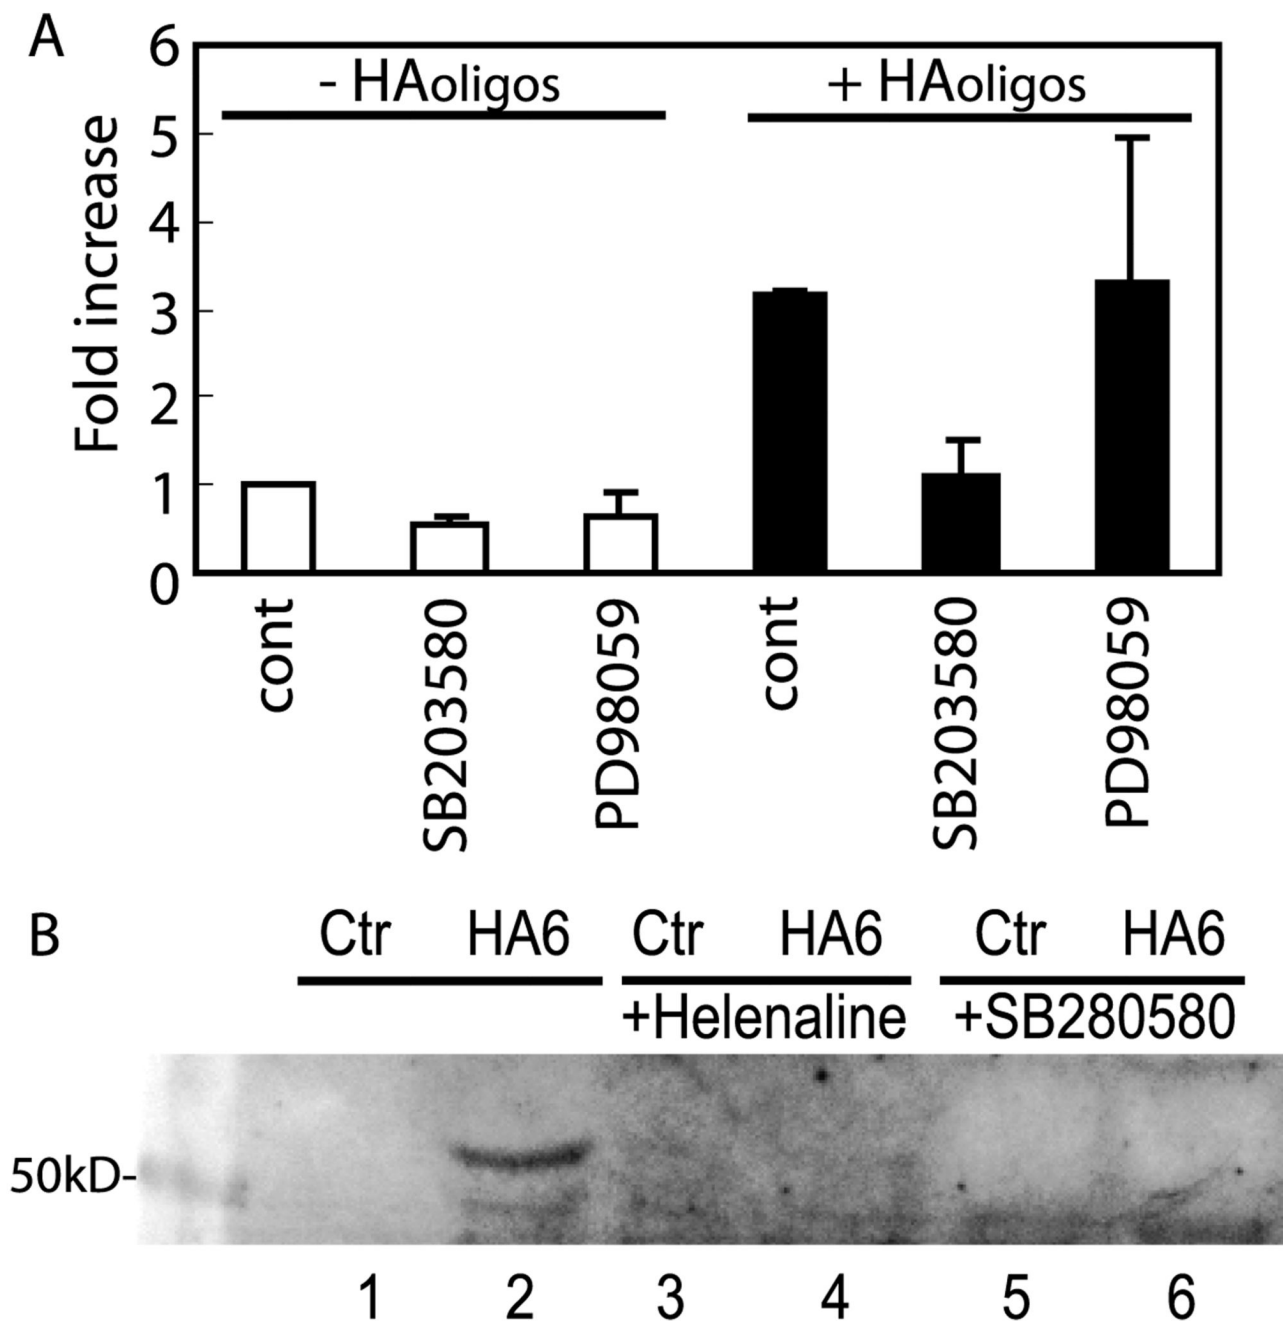 A
6
5
4
3
2
1
0
Fold increase
- HAoligos
+ HAoligos
cont
SB203580
PD98059
cont
SB203580
PD98059
B
Ctr HA6 Ctr HA6 Ctr HA6
+Helenaline +SB280580
50kD-
1 2 3 4 5 6